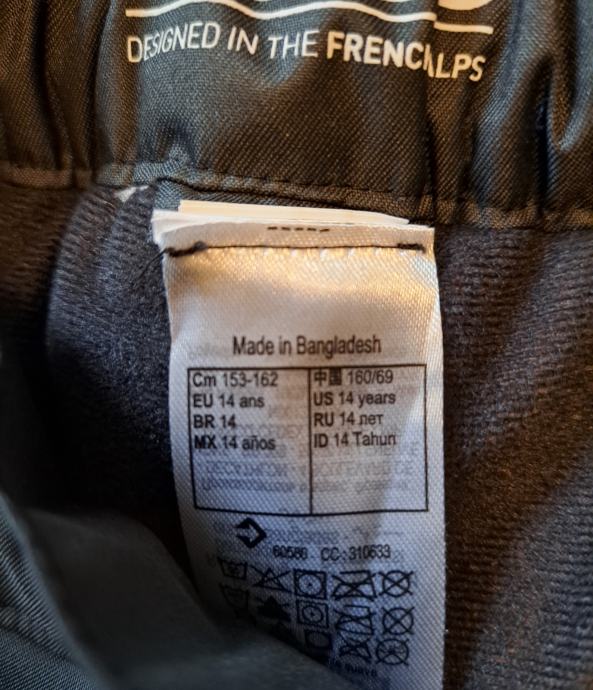 DESIGNED IN THE FRENCH ALPS
Made in Bangladesh
Cm 153-162
EU 14 ans
BR 14
MX 14 años
中国 160/69
US 14 years
RU 14 лет
ID 14 Tahun
60586 CC: 310633